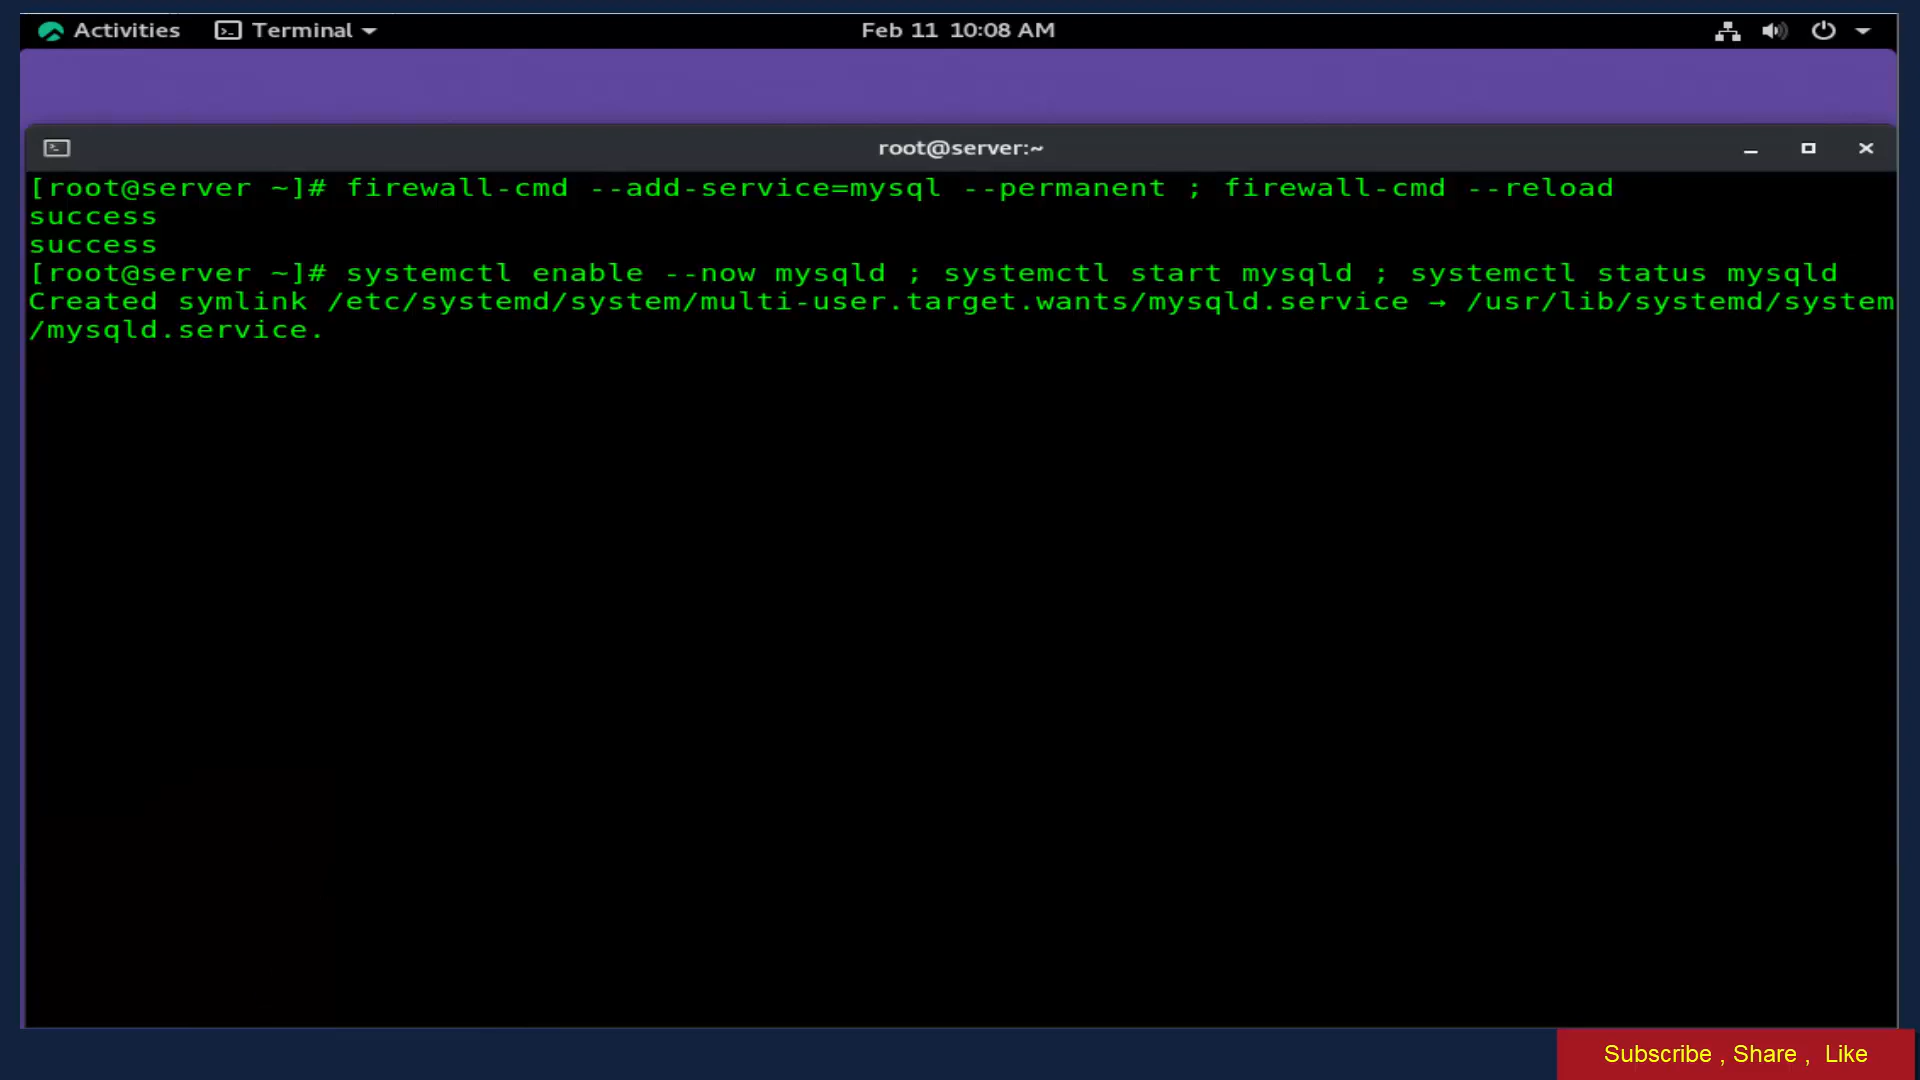 Activities Terminal Feb 11 10:08 AM
root@server:~
[root@server ~]# firewall-cmd --add-service=mysql --permanent ; firewall-cmd --reload
success
success
[root@server ~]# systemctl enable --now mysqld ; systemctl start mysqld ; systemctl status mysqld
Created symlink /etc/systemd/system/multi-user.target.wants/mysqld.service → /usr/lib/systemd/system
/mysqld.service.
Subscribe , Share , Like